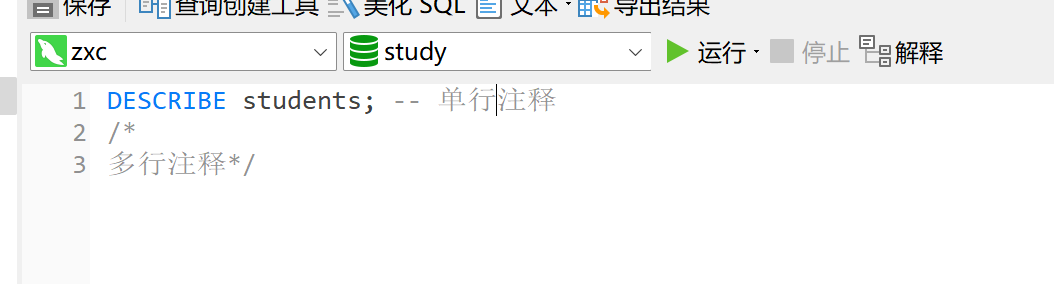 保存 查询创建工具 美化 SQL 文本 导出结果
zxc study 运行 停止 解释
1 DESCRIBE students; -- 单行注释
2 /*
3 多行注释*/